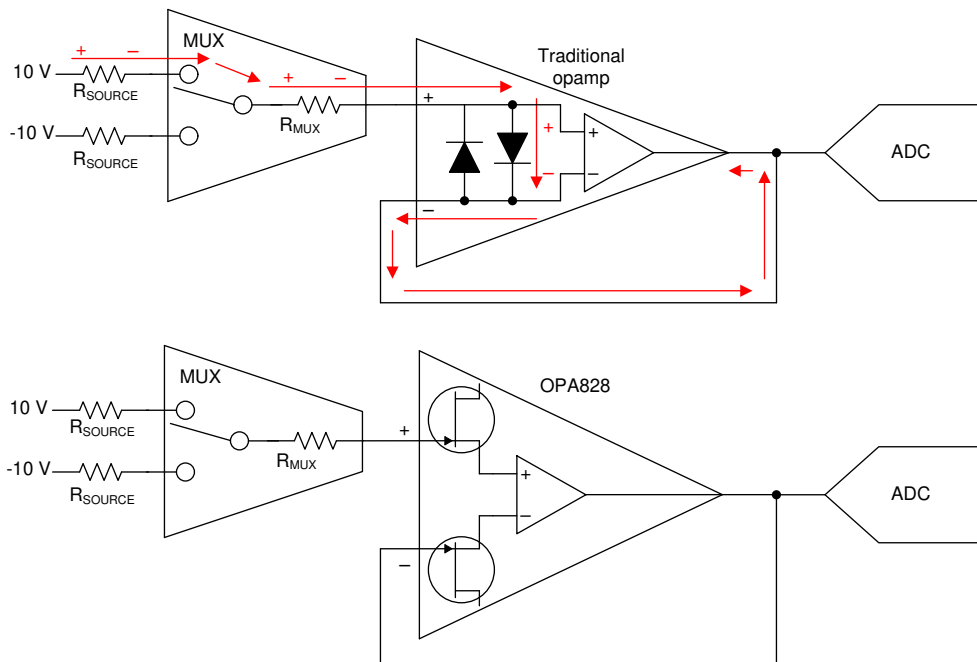 MUX
Traditional
opamp
+ −
10 V
RSOURCE
+ −
+
RMUX
+
+
−
−
−
-10 V
RSOURCE
ADC
MUX
OPA828
10 V
RSOURCE
+
RMUX
-10 V
RSOURCE
+
−
−
ADC